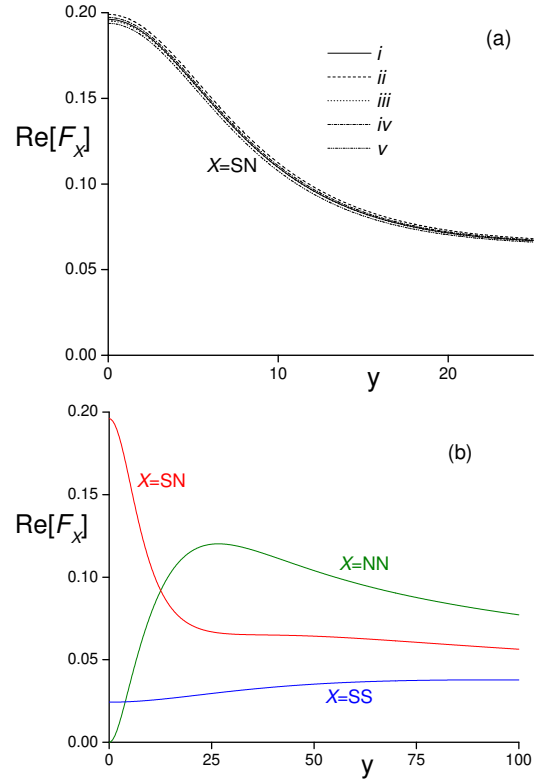 0.20
(a)
i
ii
0.15
iii
iv
Re[F_X]
v
X=SN
0.10
0.05
0.00
0
10
20
y
0.20
(b)
X=SN
0.15
Re[F_X]
X=NN
0.10
0.05
X=SS
0.00
0
25
50
75
100
y